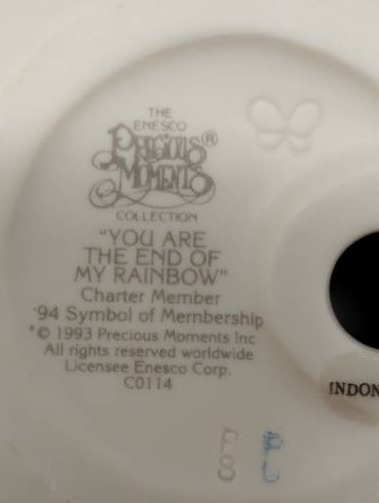 THE
ENESCO
PRECIOUS®
MOMENTS
COLLECTION
"YOU ARE
THE END OF
MY RAINBOW"
Charter Member
'94 Symbol of Membership
*© 1993 Precious Moments Inc
All rights reserved worldwide
Licensee Enesco Corp.
C0114
INDON